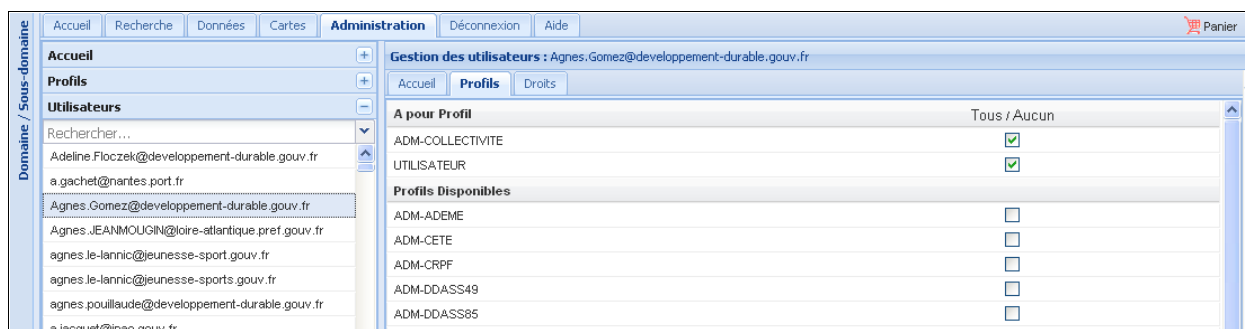 Domaine / Sous-domaine
Accueil Recherche Données Cartes Administration Déconnexion Aide Panier
Accueil
Profils
Utilisateurs
Rechercher...
Adeline.Floczek@developpement-durable.gouv.fr
a.gachet@nantes.port.fr
Agnes.Gomez@developpement-durable.gouv.fr
Agnes.JEANMOUGIN@loire-atlantique.pref.gouv.fr
agnes.le-lannic@jeunesse-sport.gouv.fr
agnes.le-lannic@jeunesse-sports.gouv.fr
agnes.pouillaude@developpement-durable.gouv.fr
a.jacquet@inao.gouv.fr
Gestion des utilisateurs : Agnes.Gomez@developpement-durable.gouv.fr
Accueil Profils Droits
A pour Profil Tous / Aucun
ADM-COLLECTIVITE
UTILISATEUR
Profils Disponibles
ADM-ADEME
ADM-CETE
ADM-CRPF
ADM-DDASS49
ADM-DDASS85